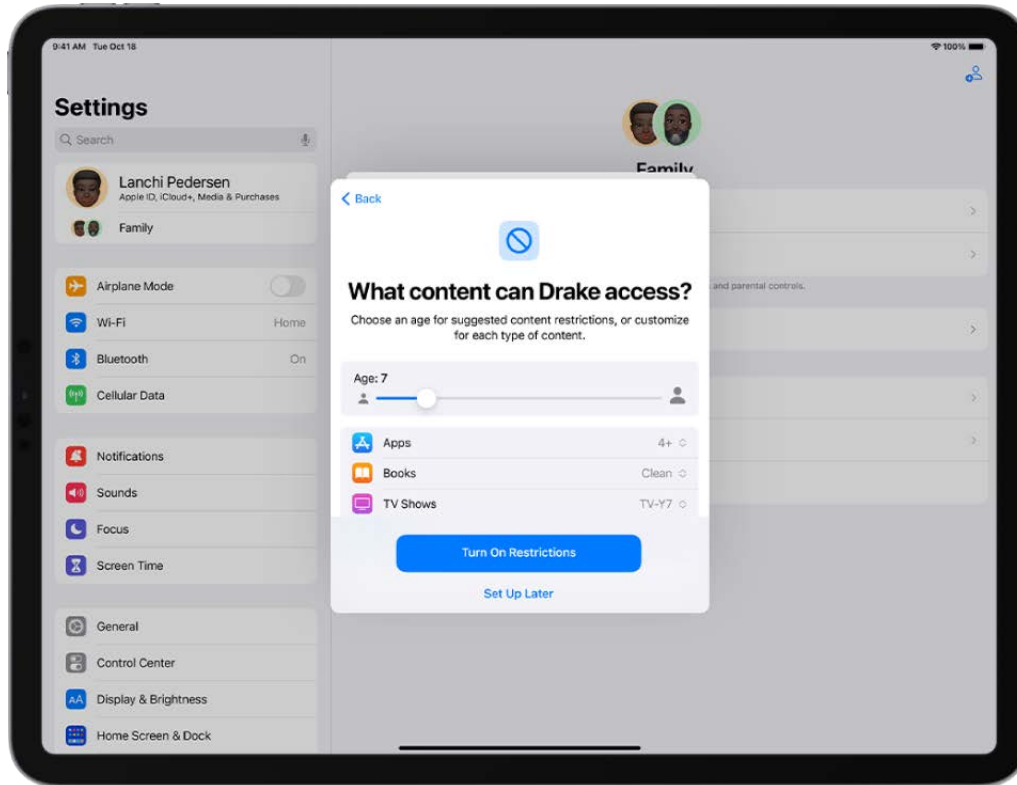 9:41 AM Tue Oct 18
100%
Settings
Search
Lanchi Pedersen
Apple ID, iCloud+, Media & Purchases
Family
Airplane Mode
Wi-Fi
Home
Bluetooth
On
Cellular Data
Notifications
Sounds
Focus
Screen Time
General
Control Center
AA
Display & Brightness
Home Screen & Dock
Family
and parental controls.
Back
What content can Drake access?
Choose an age for suggested content restrictions, or customize
for each type of content.
Age: 7
Apps
4+
Books
Clean
TV Shows
TV-Y7
Turn On Restrictions
Set Up Later